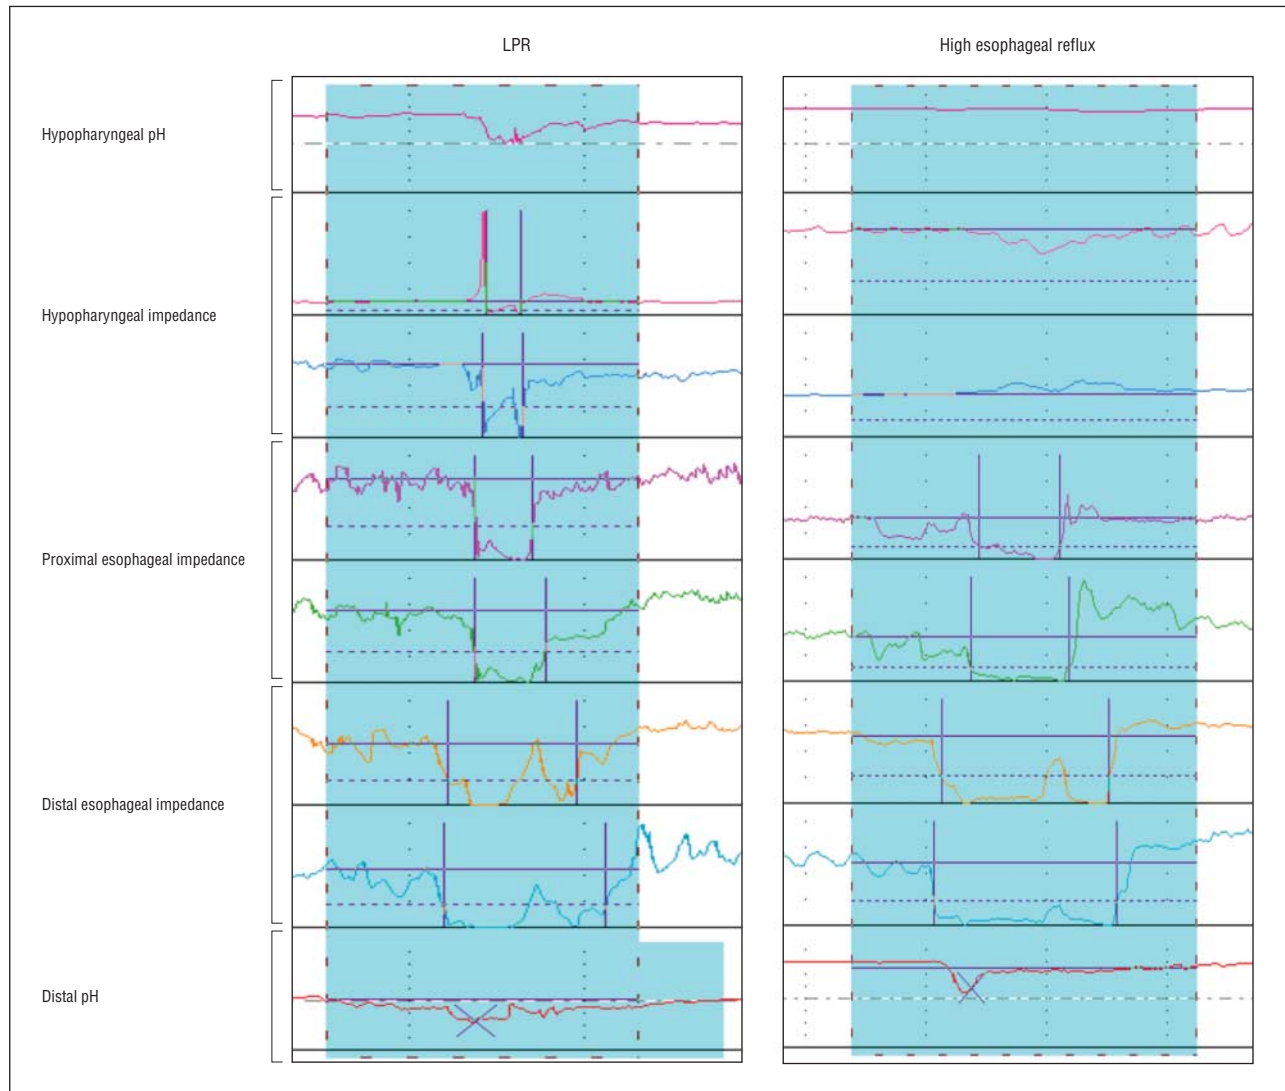 LPR
High esophageal reflux
Hypopharyngeal pH
Hypopharyngeal impedance
Proximal esophageal impedance
Distal esophageal impedance
Distal pH